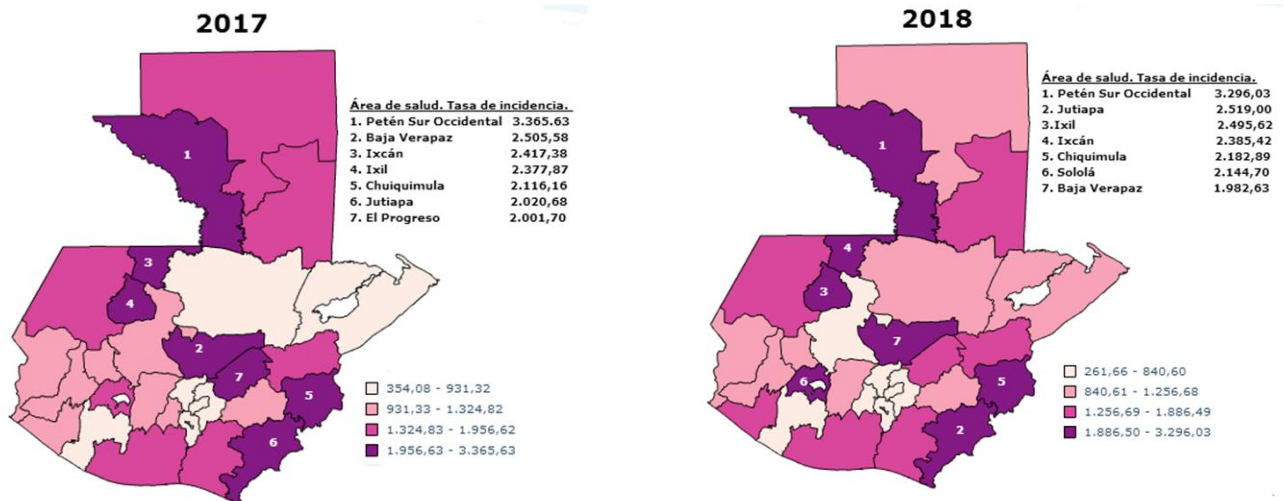 2017
Área de salud. Tasa de incidencia.
1. Petén Sur Occidental 3.365.63
2. Baja Verapaz 2.505,58
3. Ixcán 2.417,38
4. Ixil 2.377,87
5. Chuiquimula 2.116,16
6. Jutiapa 2.020,68
7. El Progreso 2.001,70
1
3
4
2
7
5
6
354,08 - 931,32
931,33 - 1.324,82
1.324,83 - 1.956,62
1.956,63 - 3.365,63
2018
Área de salud. Tasa de incidencia.
1. Petén Sur Occidental 3.296,03
2. Jutiapa 2.519,00
3.Ixil 2.495,62
4. Ixcán 2.385,42
5. Chiquimula 2.182,89
6. Sololá 2.144,70
7. Baja Verapaz 1.982,63
1
4
3
7
6
5
2
261,66 - 840,60
840,61 - 1.256,68
1.256,69 - 1.886,49
1.886,50 - 3.296,03